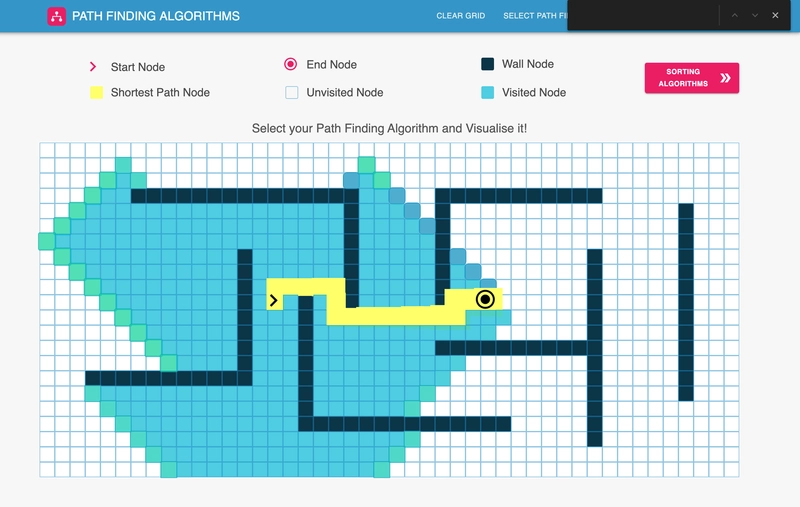 PATH FINDING ALGORITHMS
CLEAR GRID
SELECT PATH
Start Node
End Node
Wall Node
Shortest Path Node
Unvisited Node
Visited Node
SORTING
ALGORITHMS
Select your Path Finding Algorithm and Visualise it!